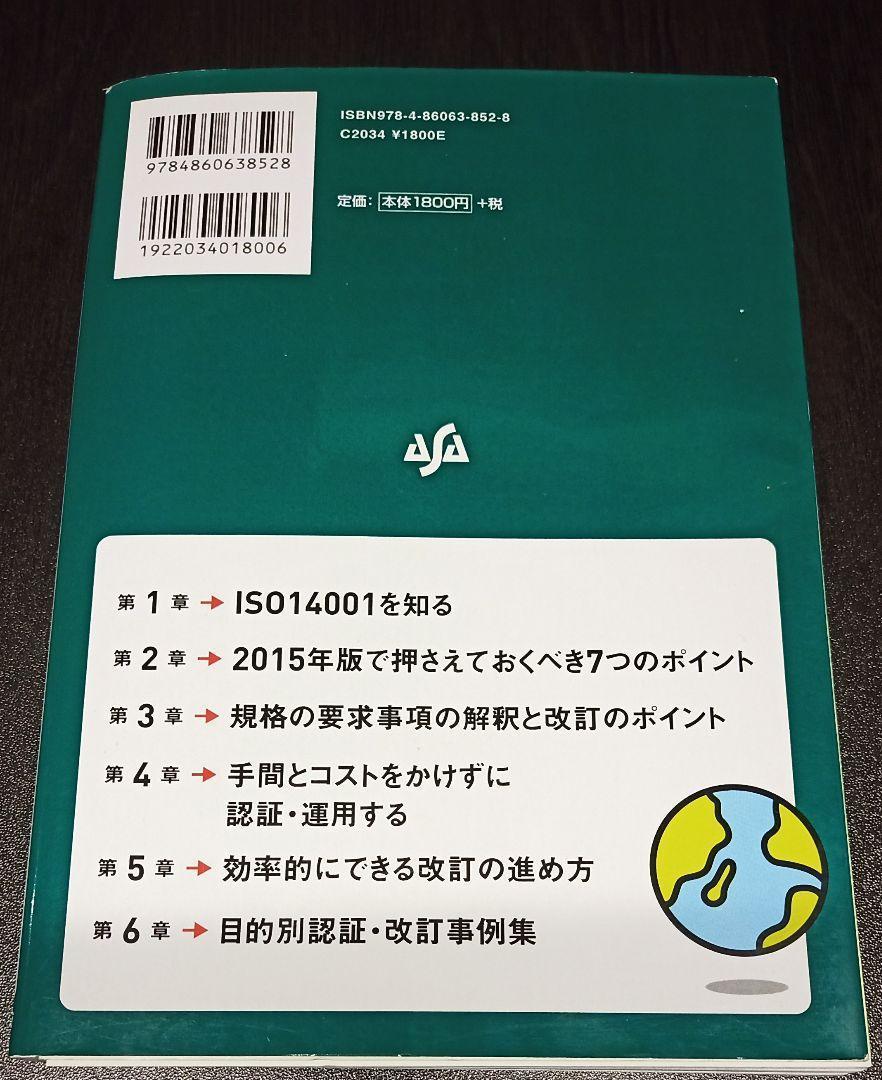 9784860638528
1922034018006
ISBN978-4-86063-852-8
C2034 ¥1800E
定価: 本体1800円 +税
ASA
第1章→ISO14001を知る
第2章→2015年版で押さえておくべき7つのポイント
第3章→規格の要求事項の解釈と改訂のポイント
第4章→手間とコストをかけずに
認証・運用する
第5章→効率的にできる改訂の進め方
第6章→目的別認証・改訂事例集